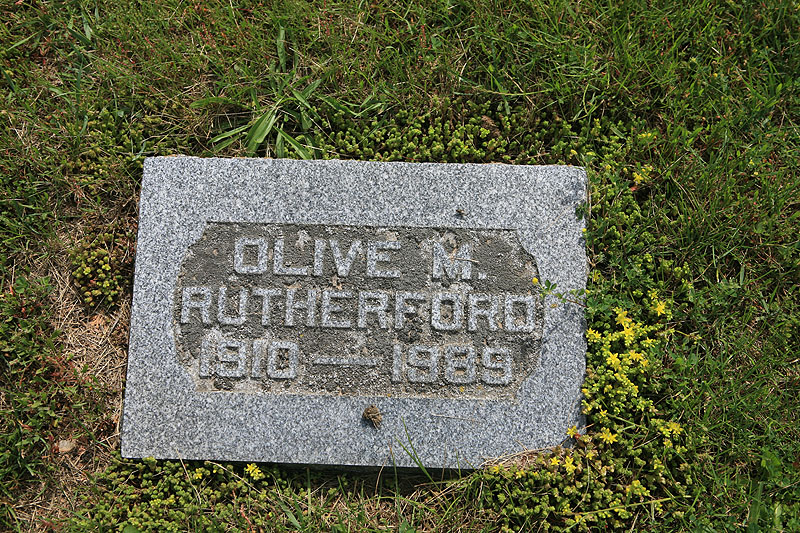 OLIVE M.
RUTHERFORD
1910 — 1989